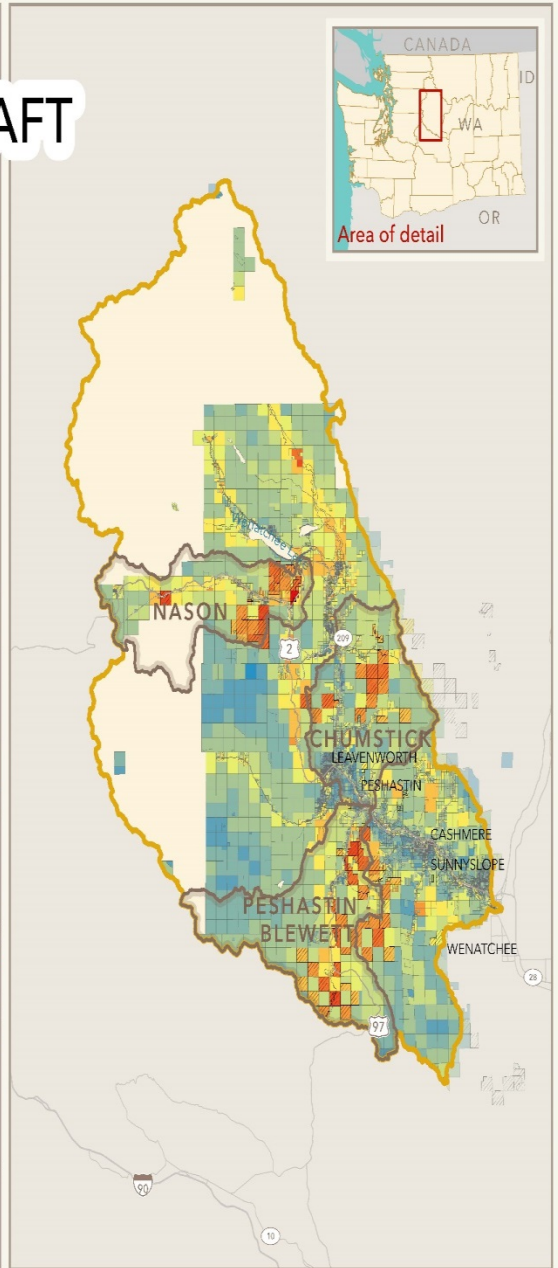 AFT
CANADA
ID
WA
OR
Area of detail
Wenatchee L
NASON
2
209
CHUMSTICK
LEAVENWORTH
PESHASTIN
CASHMERE
SUNNYSLOPE
PESHASTIN -
BLEWETT
WENATCHEE
28
97
90
10